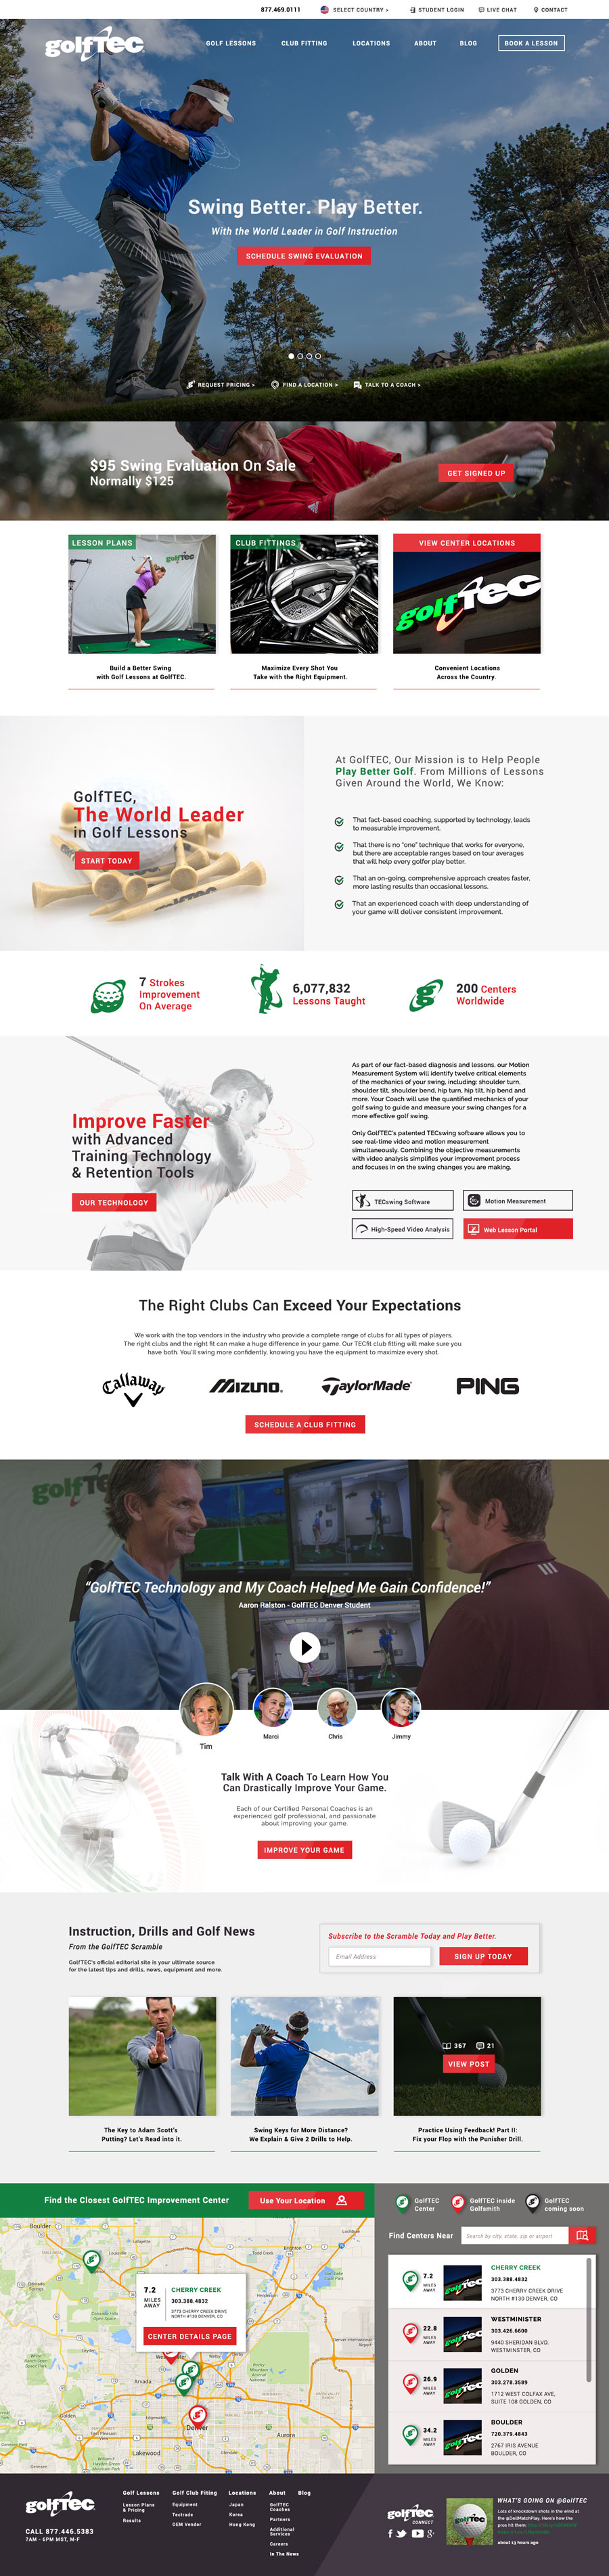 877.469.0111
SELECT COUNTRY >
STUDENT LOGIN
LIVE CHAT
CONTACT
golfTEC
GOLF LESSONS
CLUB FITTING
LOCATIONS
ABOUT
BLOG
BOOK A LESSON
Swing Better. Play Better.
With the World Leader in Golf Instruction
SCHEDULE SWING EVALUATION
REQUEST PRICING >
FIND A LOCATION >
TALK TO A COACH >
$95 Swing Evaluation On Sale
Normally $125
GET SIGNED UP
LESSON PLANS
golfTEC
CLUB FITTINGS
VIEW CENTER LOCATIONS
golfTEC
Build a Better Swing
with Golf Lessons at GolfTEC.
Maximize Every Shot You
Take with the Right Equipment.
Convenient Locations
Across the Country.
GolfTEC,
The World Leader
in Golf Lessons
START TODAY
At GolfTEC, Our Mission is to Help People
Play Better Golf. From Millions of Lessons
Given Around the World, We Know:
That fact-based coaching, supported by technology, leads
to measurable improvement.
That there is no "one" technique that works for everyone,
but there are acceptable ranges based on tour averages
that will help every golfer play better.
That an on-going, comprehensive approach creates faster,
more lasting results than occasional lessons.
That an experienced coach with deep understanding of
your game will deliver consistent improvement.
7 Strokes
Improvement
On Average
6,077,832
Lessons Taught
200 Centers
Worldwide
Improve Faster
with Advanced
Training Technology
& Retention Tools
OUR TECHNOLOGY
As part of our fact-based diagnosis and lessons, our Motion
Measurement System will identify twelve critical elements
of the mechanics of your swing, including: shoulder turn,
shoulder tilt, shoulder bend, hip turn, hip tilt, hip bend and
more. Your Coach will use the quantified mechanics of your
golf swing to guide and measure your swing changes for a
more effective golf swing.
Only GolfTEC's patented TECswing software allows you to
see real-time video and motion measurement
simultaneously. Combining the objective measurements
with video analysis simplifies your improvement process
and focuses in on the swing changes you are making.
TECswing Software
Motion Measurement
High-Speed Video Analysis
Web Lesson Portal
The Right Clubs Can Exceed Your Expectations
We work with the top vendors in the industry who provide a complete range of clubs for all types of players.
The right clubs and the right fit can make a huge difference in your game. Our TECfit club fitting will make sure you
have both. You'll swing more confidently, knowing you have the equipment to maximize every shot
Callaway
MIZUNO.
TaylorMade
PING
SCHEDULE A CLUB FITTING
golfTE
"GolfTEC Technology and My Coach Helped Me Gain Confidence!"
Aaron Ralston - GolfTEC Denver Student
Tim
Marci
Chris
Jimmy
Talk With A Coach To Learn How You
Can Drastically Improve Your Game.
Each of our Certified Personal Coaches is an
experienced golf professional, and passionate
about improving your game
IMPROVE YOUR GAME
Instruction, Drills and Golf News
From the GolfTEC Scramble
GolfTEC's official editorial site is your ultimate source
for the latest tips and drills, news, equipment and more.
Subscribe to the Scramble Today and Play Better.
Email Address
SIGN UP TODAY
367
21
VIEW POST
The Key to Adam Scott's
Putting? Let's Read into it.
Swing Keys for More Distance?
We Explain & Give 2 Drills to Help.
Practice Using Feedback! Part II:
Fix your Flop with the Punisher Drill.
Find the Closest GolfTEC Improvement Center
Use Your Location
GolfTEC
Center
GolfTEC inside
Golfsmith
GolfTEC
coming soon
Find Centers Near
Search by city, state, zip or airport
Boulder
Lafayette
Louisville
Brighton
Lochbuie
Todd Creek
Henderson
Arvada
Denver
Aurora
Lakewood
Golden
Edgewater
Glendale
7.2
MILES
AWAY
CHERRY CREEK
303.388.4832
3773 CHERRY CREEK DRIVE
NORTH #130 DENVER, CO
CENTER DETAILS PAGE
7.2
MILES
AWAY
CHERRY CREEK
303.388.4832
3773 CHERRY CREEK DRIVE
NORTH #130 DENVER, CO
22.8
MILES
AWAY
WESTMINISTER
303.426.6600
9440 SHERIDAN BLVD.
WESTMINSTER, CO
26.9
MILES
AWAY
GOLDEN
303.278.3589
1712 WEST COLFAX AVE,
SUITE 108 GOLDEN, CO
34.2
MILES
AWAY
BOULDER
720.379.4843
2767 IRIS AVENUE
BOULDER, CO
golfTEC
CALL 877.446.5383
7AM - 6PM MST, M-F
Golf Lessons
Lesson Plans
& Pricing
Results
Golf Club Fiting
Equipment
Tectrade
OEM Vendor
Locations
Japan
Korea
Hong Kong
About
GolfTEC
Coaches
Partners
Additional
Services
Careers
In The News
Blog
golfTEC
CONNECT
golfTEC
WHAT'S GOING ON @GolfTEC
Lots of knockdown shots in the wind at
the @DellMatchPlay. Here's how the
pros hit them:
about 13 hours ago